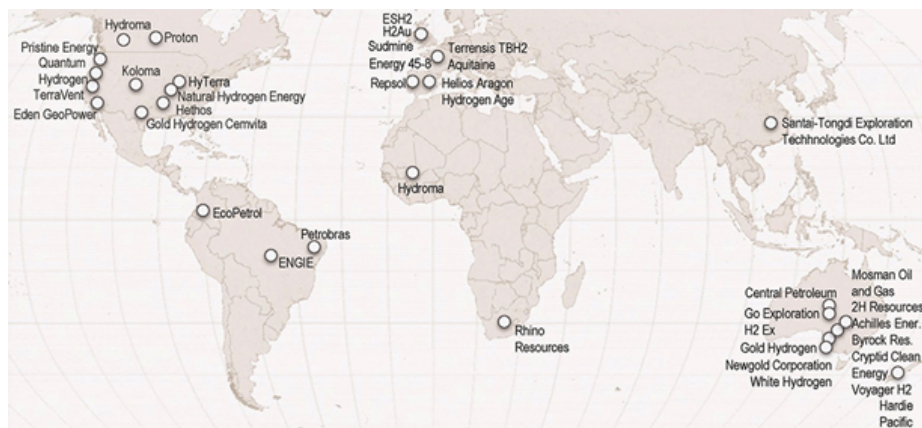 Hydroma
Proton
Pristine Energy
Quantum
Hydrogen
TerraVent
Eden GeoPower
Koloma
HyTerra
Natural Hydrogen Energy
Hethos
Gold Hydrogen Cemvita
ESH2
H2Au
Sudmine
Energy 45-8
Repsol
Terrensis TBH2
Aquitaine
Helios Aragon
Hydrogen Age
Santaj-Tongdi Exploration
Techhnologies Co. Ltd
Hydroma
EcoPetrol
Petrobras
ENGIE
Rhino
Resources
Central Petroleum
Go Exploration
H2 Ex
Gold Hydrogen
Newgold Corporation
White Hydrogen
Mosman Oil
and Gas
2H Resources
Achilles Ener.
Byrock Res.
Cryptid Clean
Energy
Voyager H2
Hardie
Pacific